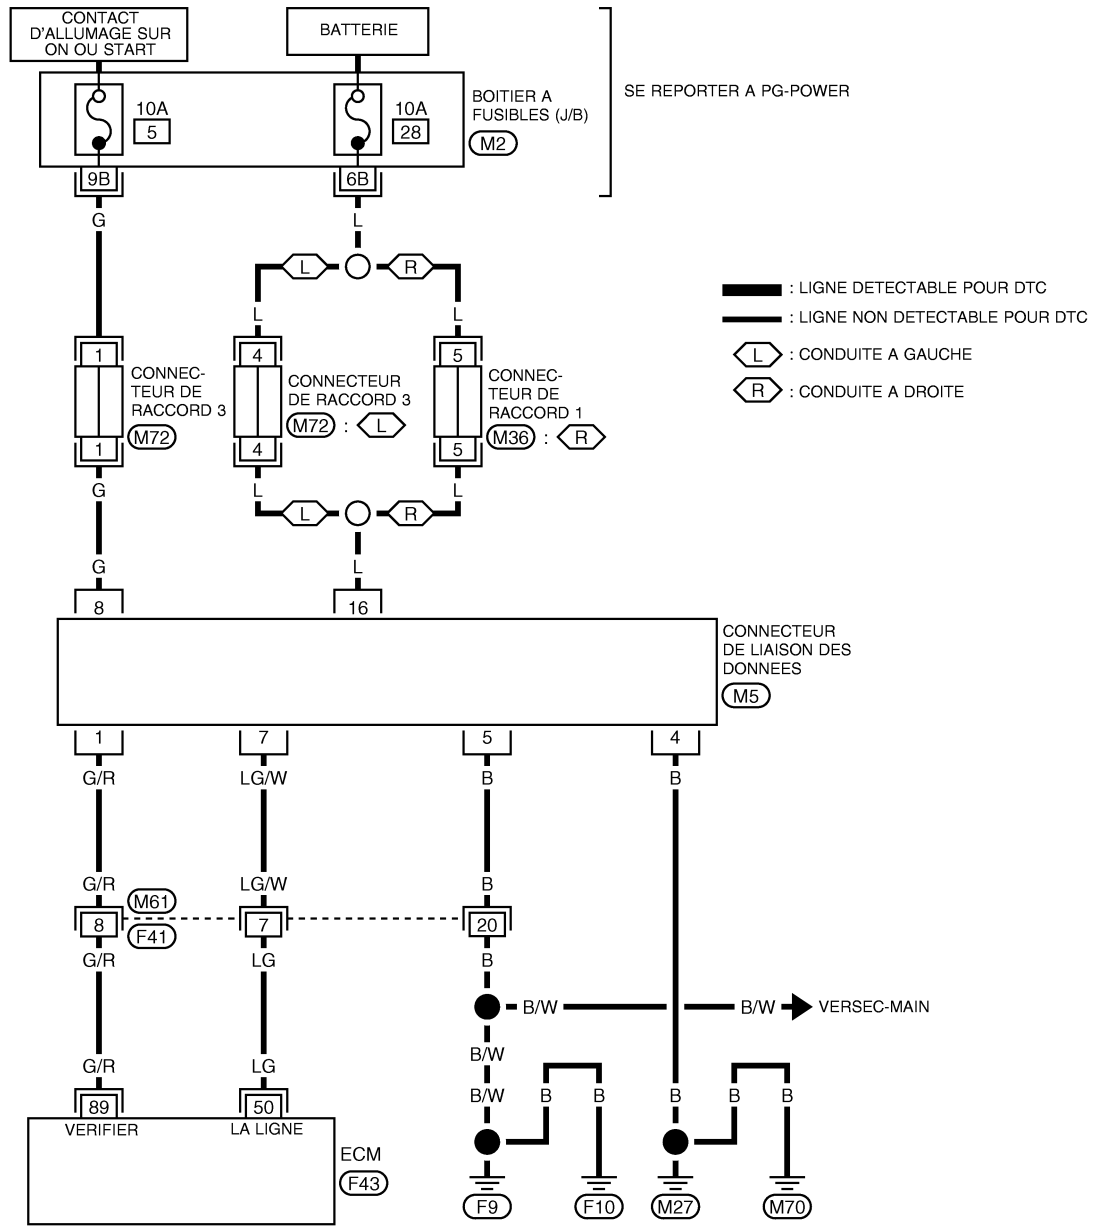 CONTACT
D'ALLUMAGE SUR
ON OU START
BATTERIE
SE REPORTER A PG-POWER
10A
5
10A
28
BOITIER A
FUSIBLES (J/B)
M2
9B
6B
G
L
L
R
L
L
: LIGNE DETECTABLE POUR DTC
: LIGNE NON DETECTABLE POUR DTC
L : CONDUITE A GAUCHE
R : CONDUITE A DROITE
1
4
5
CONNEC-
TEUR DE
RACCORD 3
M72
CONNECTEUR
DE RACCORD 3
M72 : L
CONNEC-
TEUR DE
RACCORD 1
M36 : R
1
4
5
G
L
L
L
R
G
L
8
16
CONNECTEUR
DE LIAISON DES
DONNEES
M5
1
7
5
4
G/R
LG/W
B
B
G/R
LG/W
B
M61
8
7
20
F41
G/R
LG
B
B/W
B/W
VERSEC-MAIN
B/W
G/R
LG
B/W
B
B
B
B
B
89
50
VERIFIER
LA LIGNE
ECM
F43
F9
F10
M27
M70